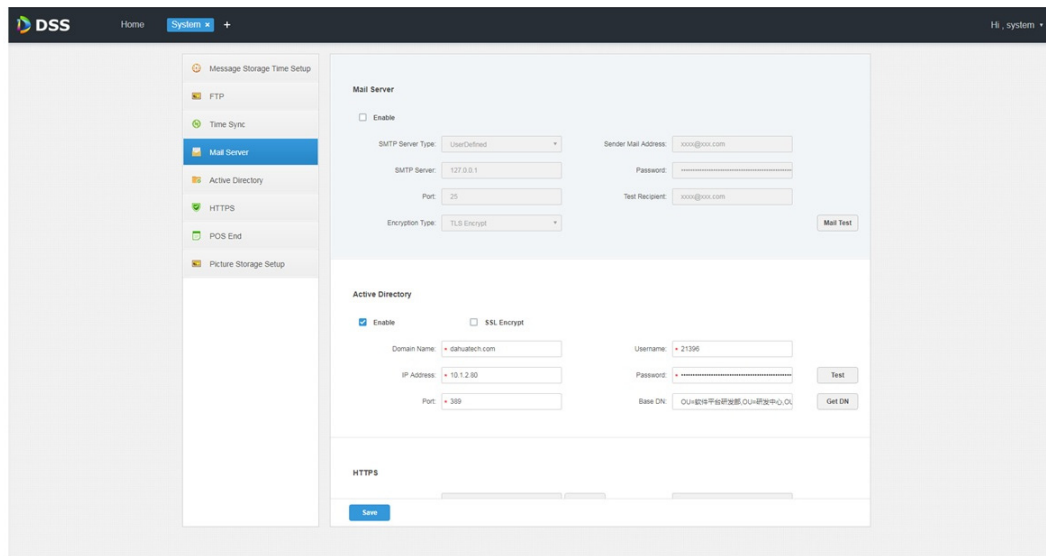 DSS Home System × + Hi , system
Message Storage Time Setup
FTP
Time Sync
Mail Server
Active Directory
HTTPS
POS End
Picture Storage Setup
Mail Server
Enable
SMTP Server Type: UserDefined Sender Mail Address: xxxx@xxx.com
SMTP Server: 127.0.0.1 Password:
Port: 25 Test Recipient: xxxx@xxx.com
Encryption Type: TLS Encrypt Mail Test
Active Directory
Enable SSL Encrypt
Domain Name: • dahuatech.com Username: • 21396
IP Address: • 10.1.2.80 Password: • Test
Port: • 389 Base DN: OU=软件平台研发部,OU=研发中心,OU Get DN
HTTPS
Save